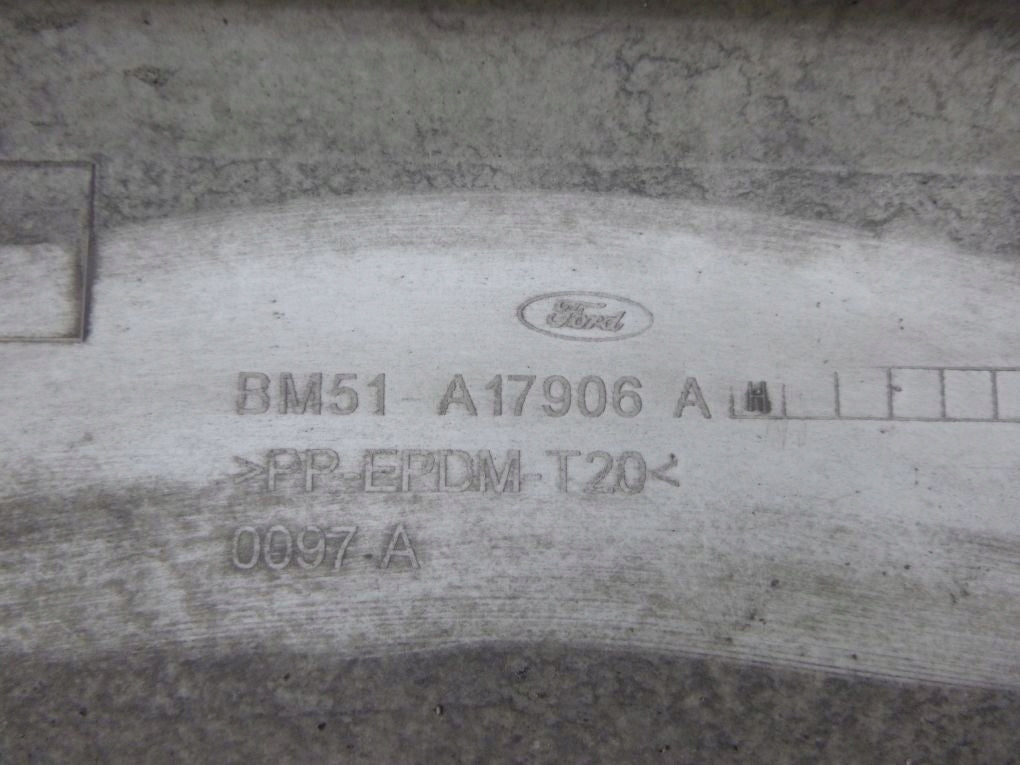 Ford
BM51-A17906 A
>PP-EPDM-T20<
0097-A